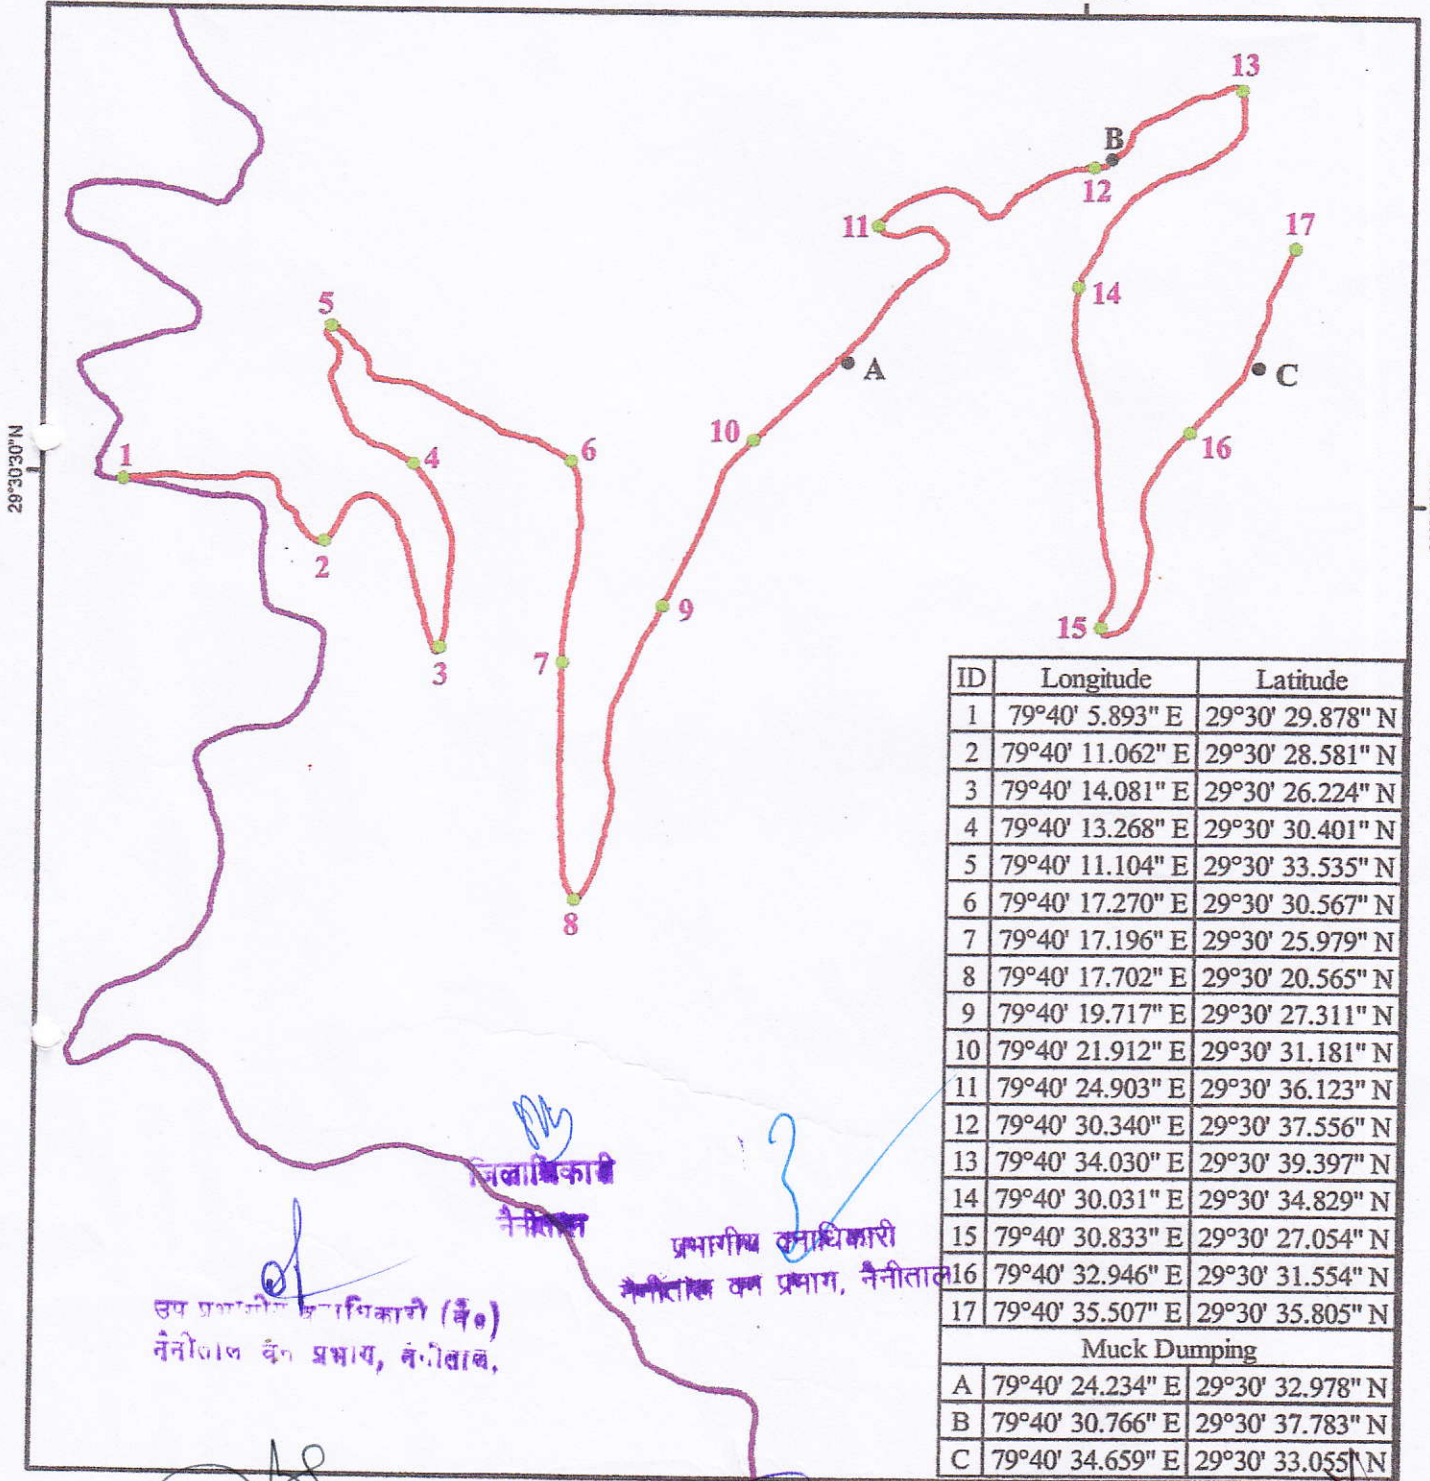 13
B
12
11
17
5
14
A
C
10
6
16
4
1
29°30'30"N
2
9
15
3
7
8
ID Longitude Latitude
1 79°40' 5.893" E 29°30' 29.878" N
2 79°40' 11.062" E 29°30' 28.581" N
3 79°40' 14.081" E 29°30' 26.224" N
4 79°40' 13.268" E 29°30' 30.401" N
5 79°40' 11.104" E 29°30' 33.535" N
6 79°40' 17.270" E 29°30' 30.567" N
7 79°40' 17.196" E 29°30' 25.979" N
8 79°40' 17.702" E 29°30' 20.565" N
9 79°40' 19.717" E 29°30' 27.311" N
10 79°40' 21.912" E 29°30' 31.181" N
11 79°40' 24.903" E 29°30' 36.123" N
12 79°40' 30.340" E 29°30' 37.556" N
13 79°40' 34.030" E 29°30' 39.397" N
14 79°40' 30.031" E 29°30' 34.829" N
15 79°40' 30.833" E 29°30' 27.054" N
16 79°40' 32.946" E 29°30' 31.554" N
17 79°40' 35.507" E 29°30' 35.805" N
Muck Dumping
A 79°40' 24.234" E 29°30' 32.978" N
B 79°40' 30.766" E 29°30' 37.783" N
C 79°40' 34.659" E 29°30' 33.055" N
जिलाधिकारी
नैनीताल
प्रभागीय वनाधिकारी
नैनीताल वन प्रभाग, नैनीताल
उप प्रभागीय वनाधिकारी
नैनीताल वन प्रभाग, नैनीताल.